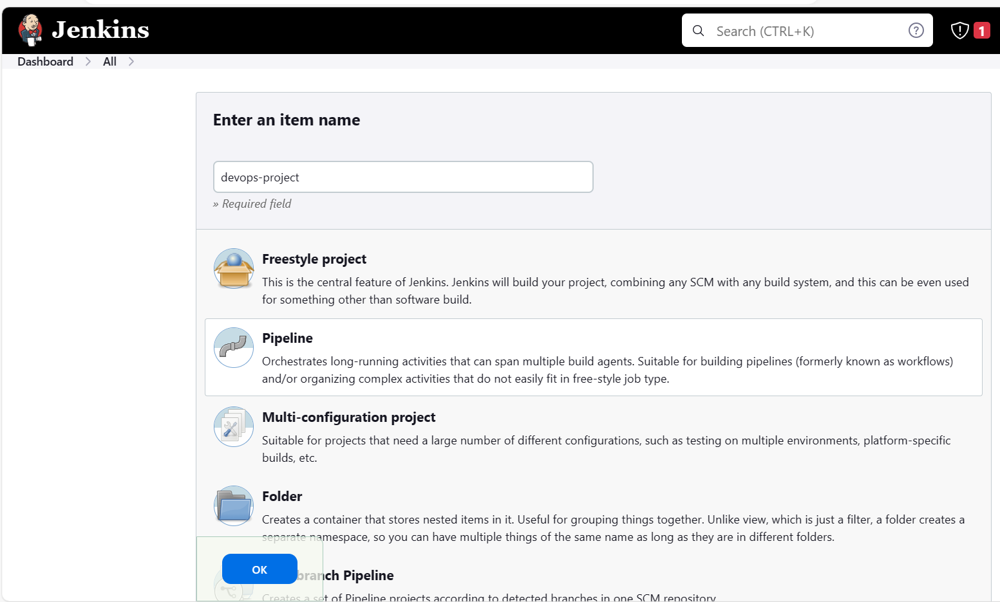 Jenkins
Search (CTRL+K)
1
Dashboard
All
Enter an item name
devops-project
» Required field
Freestyle project
This is the central feature of Jenkins. Jenkins will build your project, combining any SCM with any build system, and this can be even used
for something other than software build.
Pipeline
Orchestrates long-running activities that can span multiple build agents. Suitable for building pipelines (formerly known as workflows)
and/or organizing complex activities that do not easily fit in free-style job type.
Multi-configuration project
Suitable for projects that need a large number of different configurations, such as testing on multiple environments, platform-specific
builds, etc.
Folder
Creates a container that stores nested items in it. Useful for grouping things together. Unlike view, which is just a filter, a folder creates a
separate namespace, so you can have multiple things of the same name as long as they are in different folders.
OK
branch Pipeline
Creates a set of Pipeline projects according to detected branches in one SCM repository.